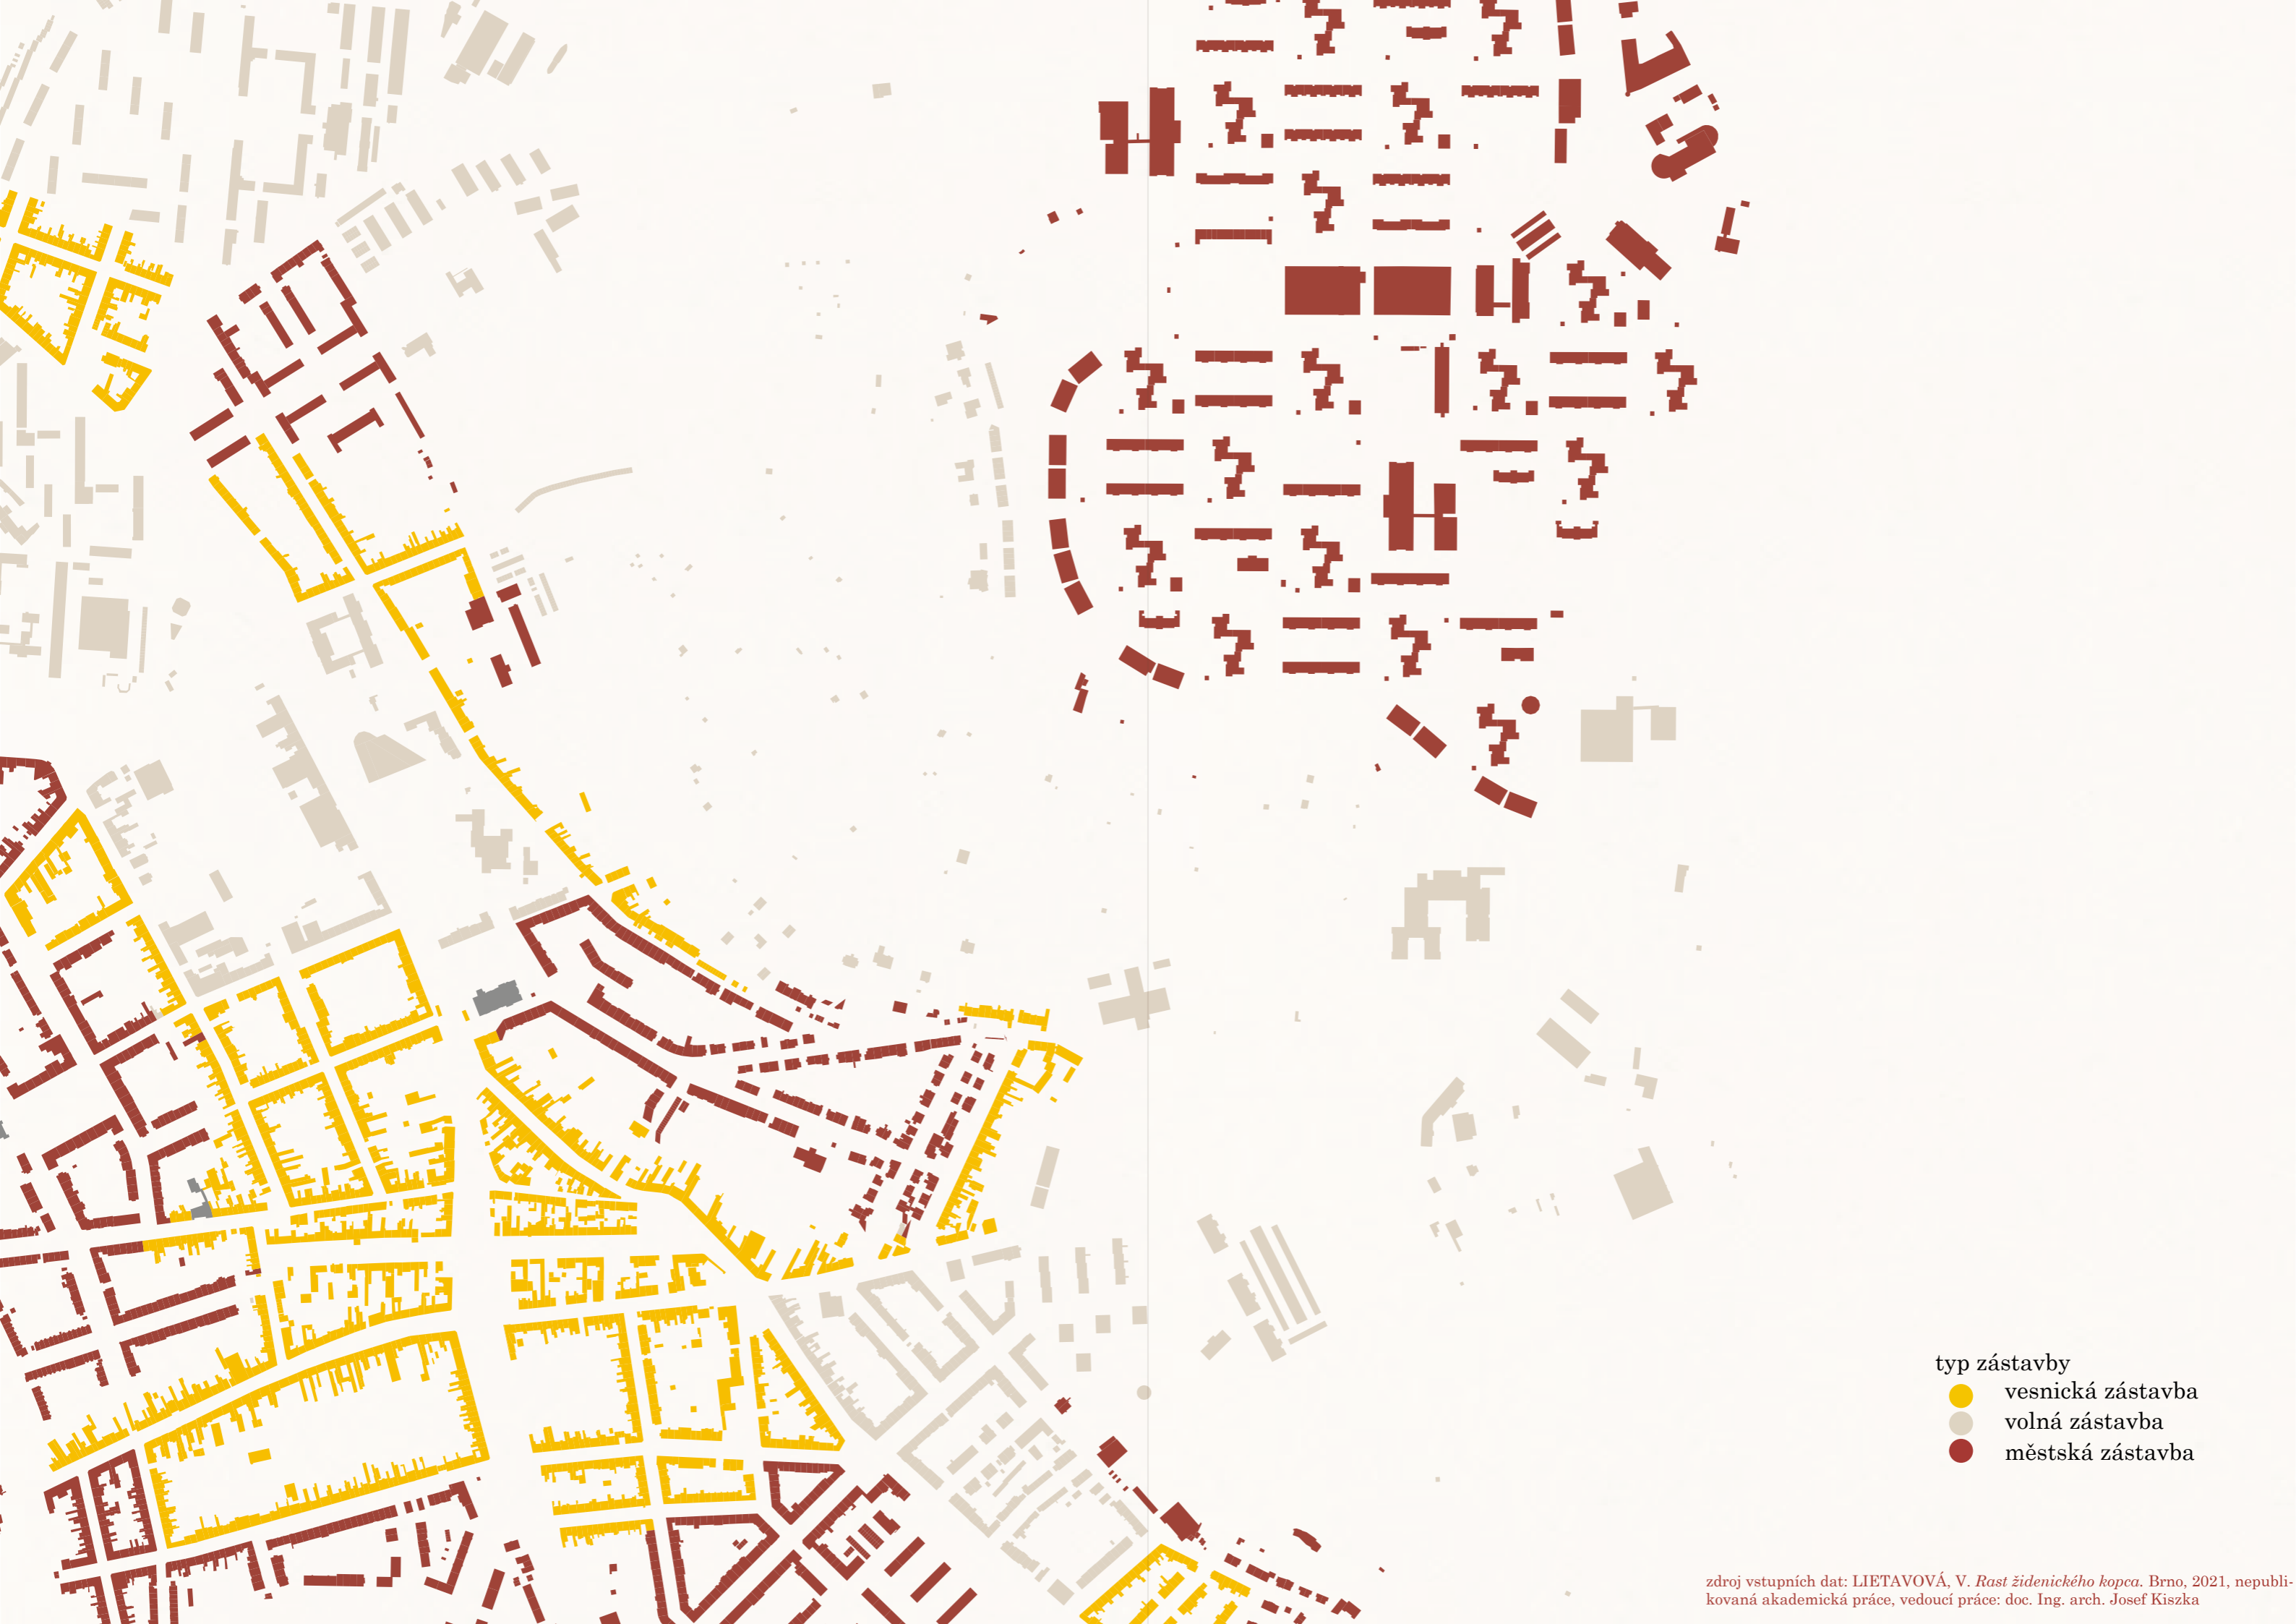 typ zástavby
vesnická zástavba
volná zástavba
městská zástavba
zdroj vstupních dat: LIETAVOVÁ, V. Rast židenického kopca. Brno, 2021, nepubli-
kovaná akademická práce, vedoucí práce: doc. Ing. arch. Josef Kiszka